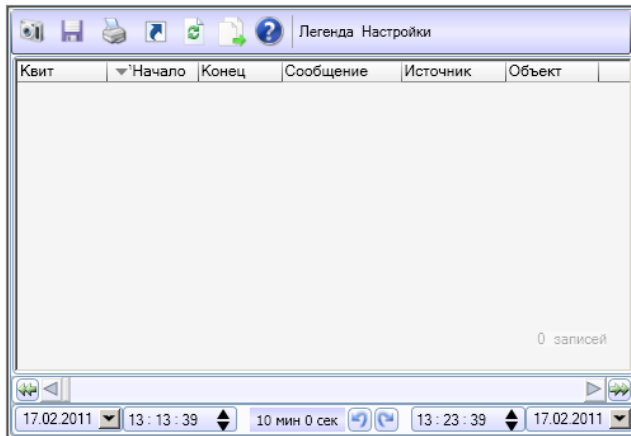 Легенда Настройки
Квит Начало Конец Сообщение Источник Объект
0 записей
17.02.2011 13 : 13 : 39 10 мин 0 сек 13 : 23 : 39 17.02.2011